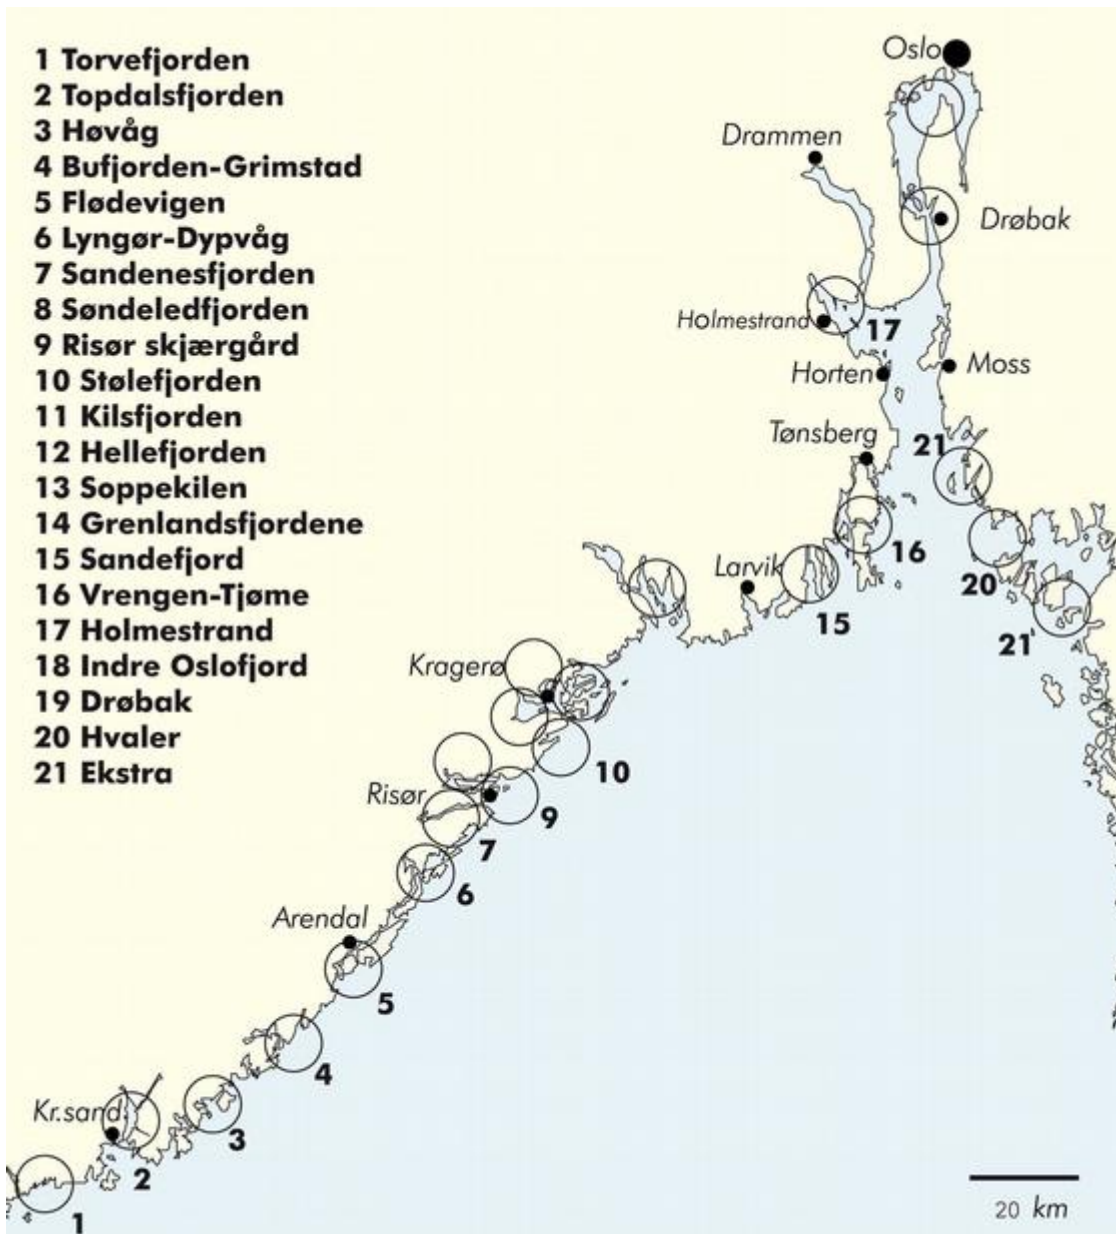 1 Torvefjorden
2 Topdalsfjorden
3 Høvåg
4 Bufjorden-Grimstad
5 Flødevigen
6 Lyngør-Dypvåg
7 Sandenesfjorden
8 Søndeledfjorden
9 Risør skjærgård
10 Stølefjorden
11 Kilsfjorden
12 Hellefjorden
13 Soppekilen
14 Grenlandsfjordene
15 Sandefjord
16 Vrengen-Tjøme
17 Holmestrand
18 Indre Oslofjord
19 Drøbak
20 Hvaler
21 Ekstra
Oslo
Drammen
Drøbak
Holmestrand
17
Horten
Moss
Tønsberg
21
16
20
Larvik
15
21
Kragerø
10
Risør
9
7
6
Arendal
5
4
Kr.sand
3
2
1
20 km